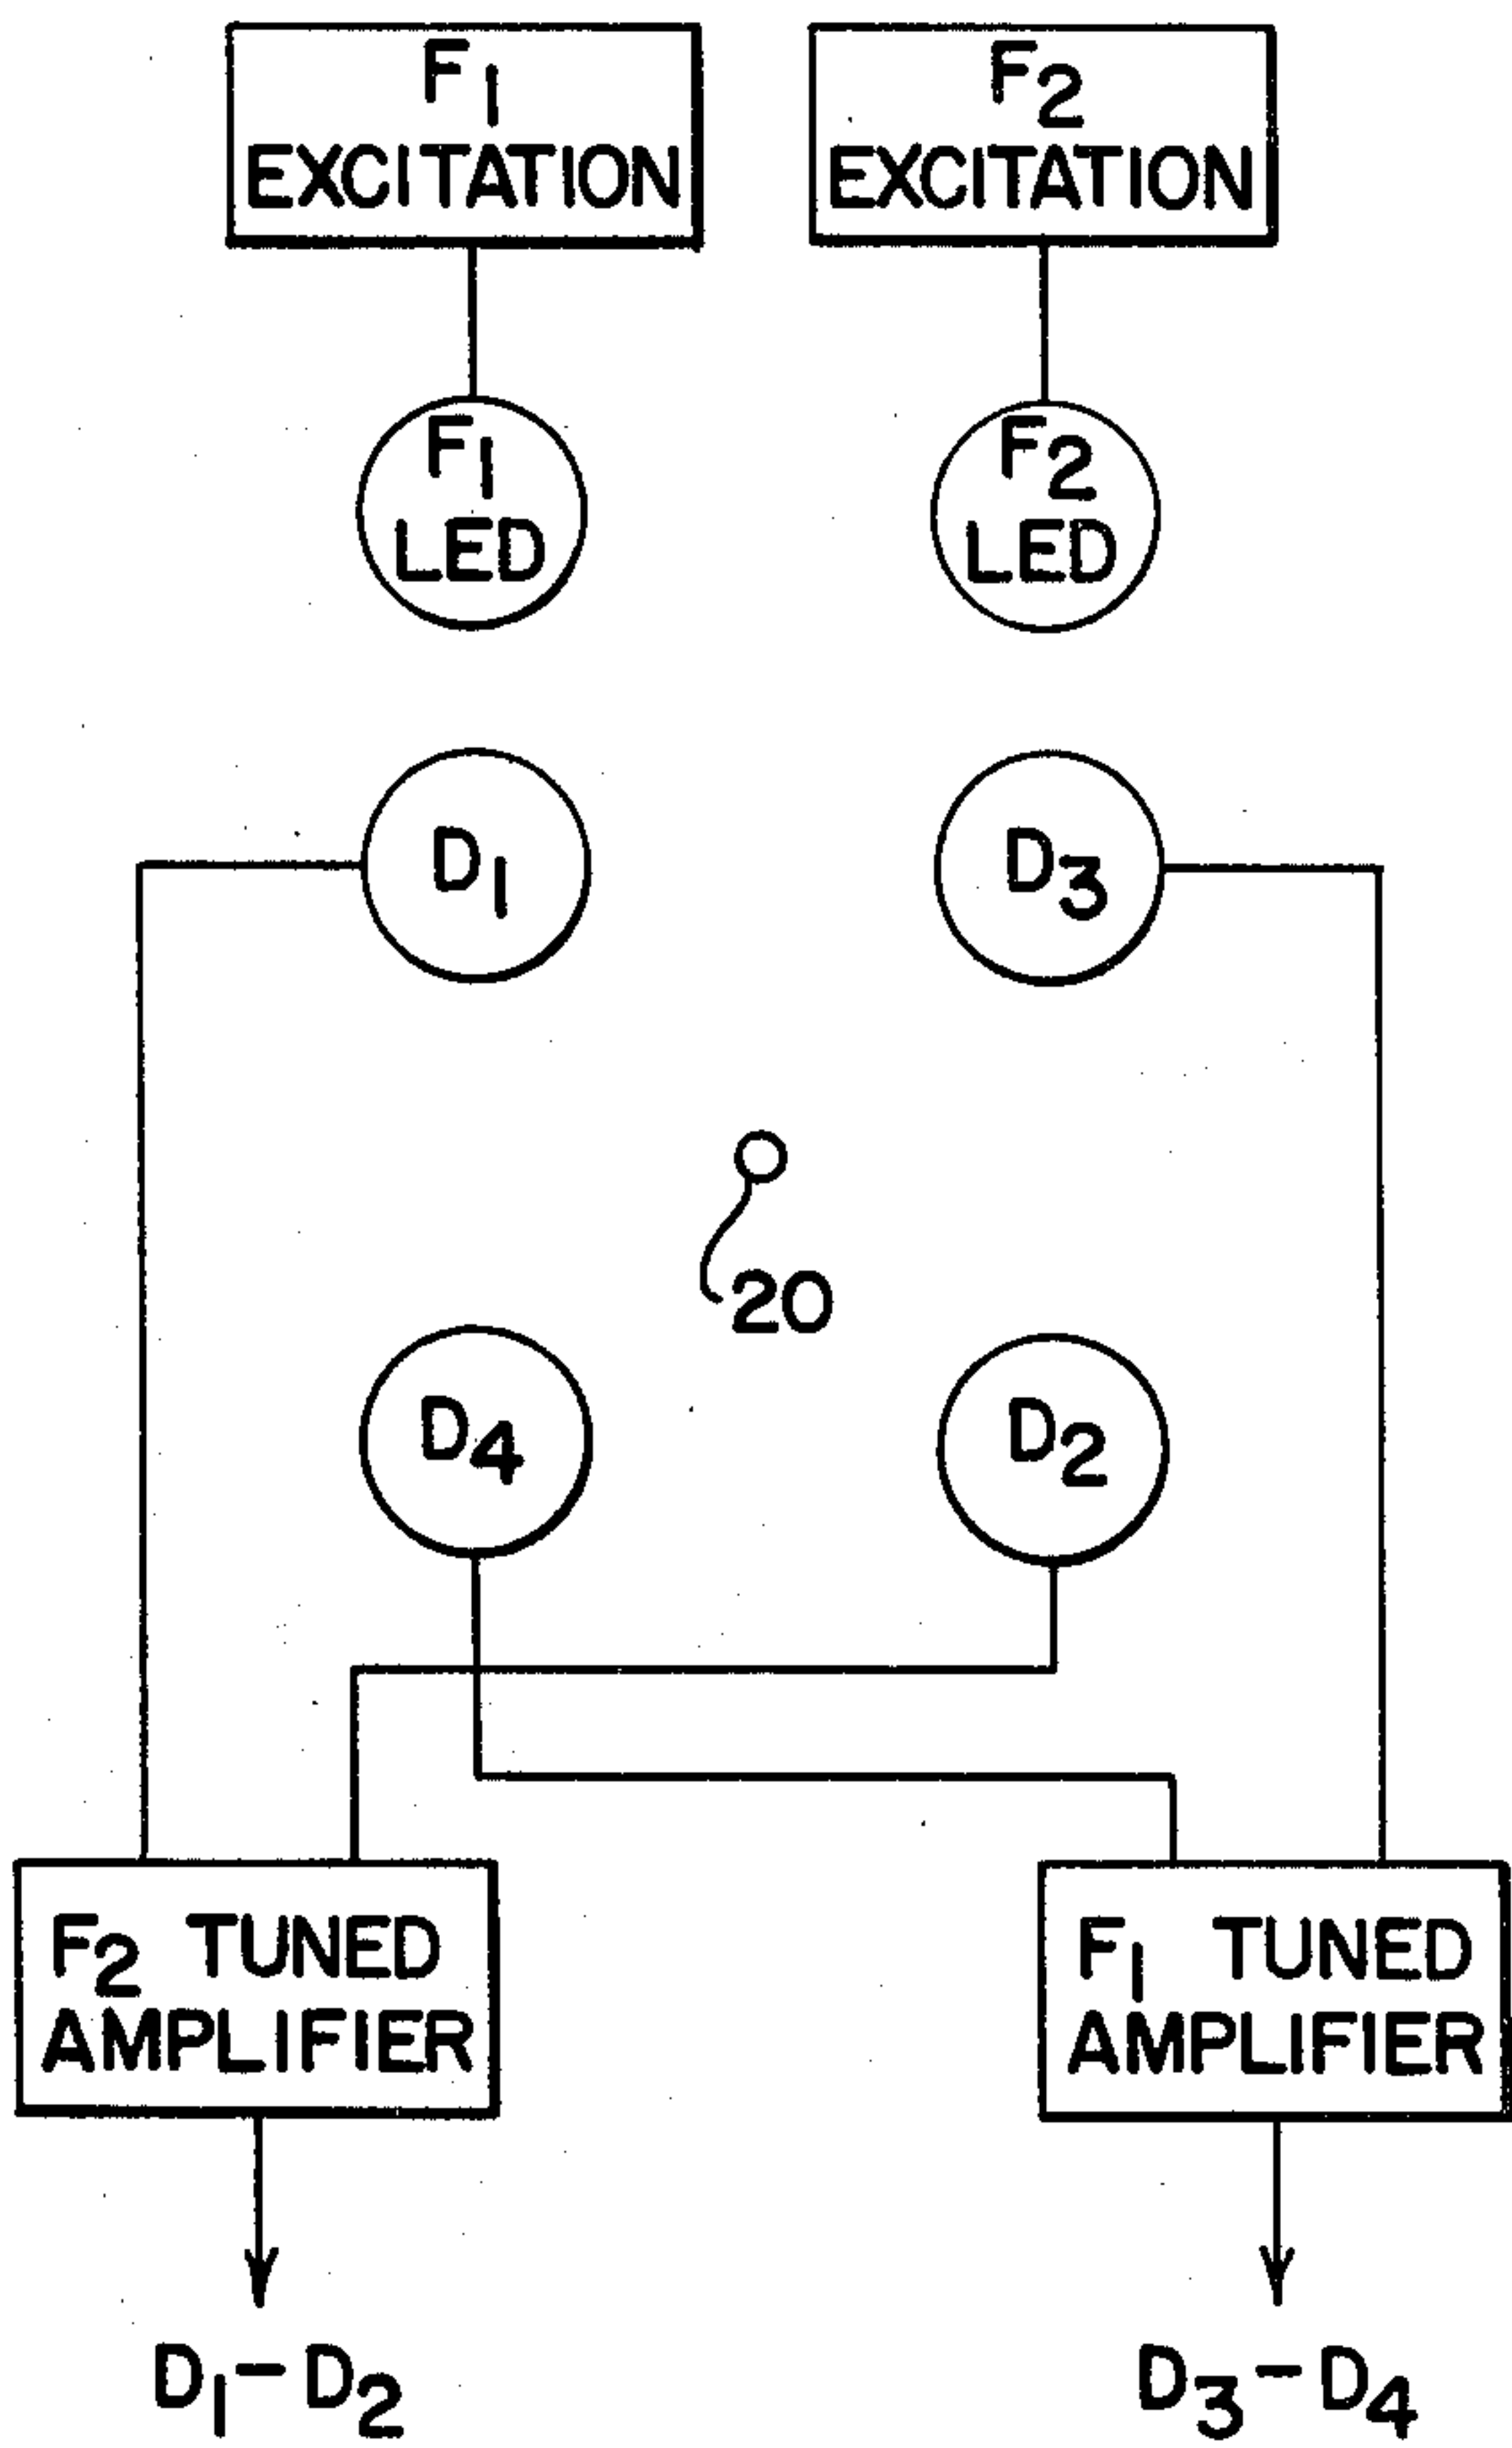 F1
EXCITATION
F2
EXCITATION
F1
LED
F2
LED
D1
D3
20
D4
D2
F2 TUNED
AMPLIFIER
F1 TUNED
AMPLIFIER
D1-D2
D3-D4